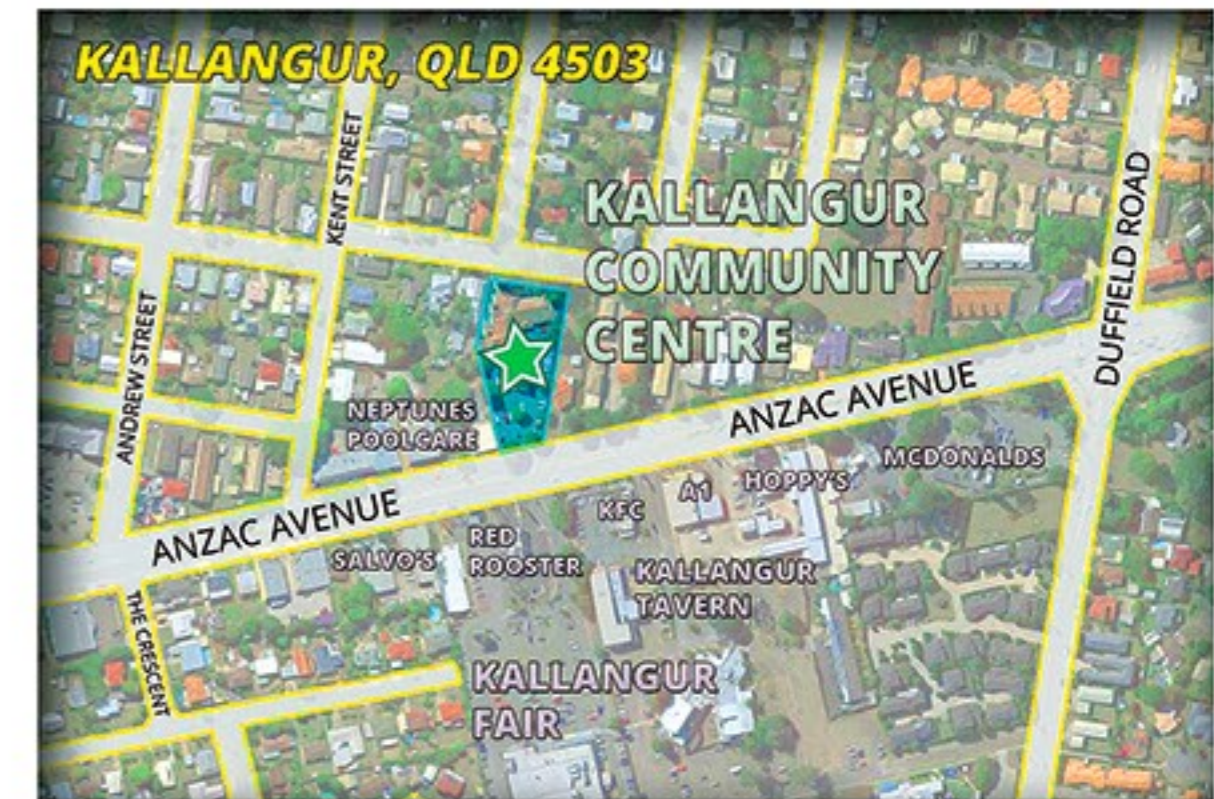 KALLANGUR, QLD 4503
KENT STREET
KALLANGUR
COMMUNITY
CENTRE
DUFFIELD ROAD
ANDREW STREET
NEPTUNES
POOLCARE
ANZAC AVENUE
MCDONALDS
HOPPY'S
A1
KFC
ANZAC AVENUE
RED
ROOSTER
SALVO'S
KALLANGUR
TAVERN
THE CRESCENT
KALLANGUR
FAIR